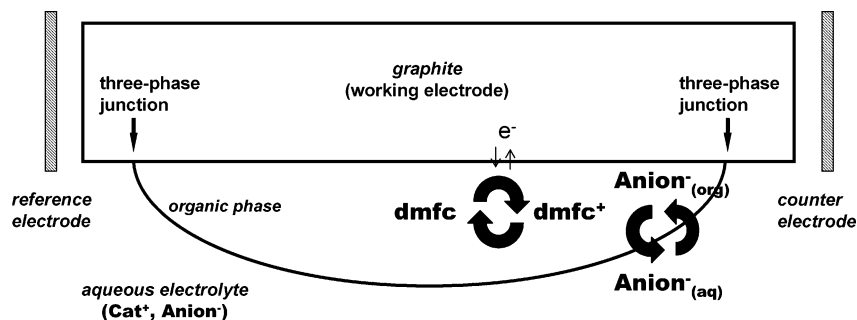 graphite
(working electrode)
three-phase
junction
three-phase
junction
e⁻
reference
electrode
organic phase
dmfc
dmfc⁺
Anion⁻(org)
counter
electrode
aqueous electrolyte
(Cat⁺, Anion⁻)
Anion⁻(aq)